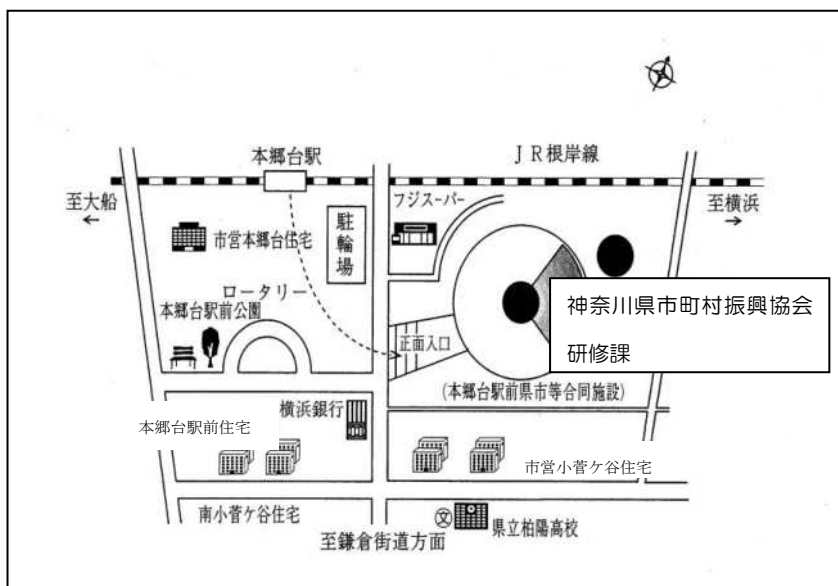 本郷台駅
JR根岸線
至大船
至横浜
フジスーパー
駐輪場
市営本郷台住宅
ロータリー
本郷台駅前公園
神奈川県市町村振興協会
研修課
正面入口
(本郷台駅前県市等合同施設)
横浜銀行
本郷台駅前住宅
市営小菅ケ谷住宅
南小菅ケ谷住宅
文
県立柏陽高校
至鎌倉街道方面